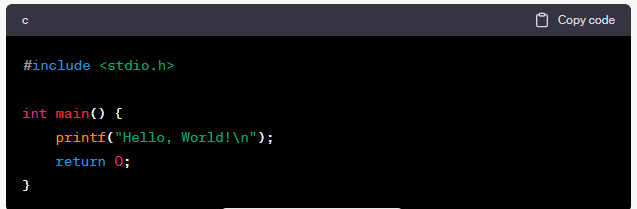 c
Copy code
#include <stdio.h>
int main() {
    printf("Hello, World!\n");
    return 0;
}